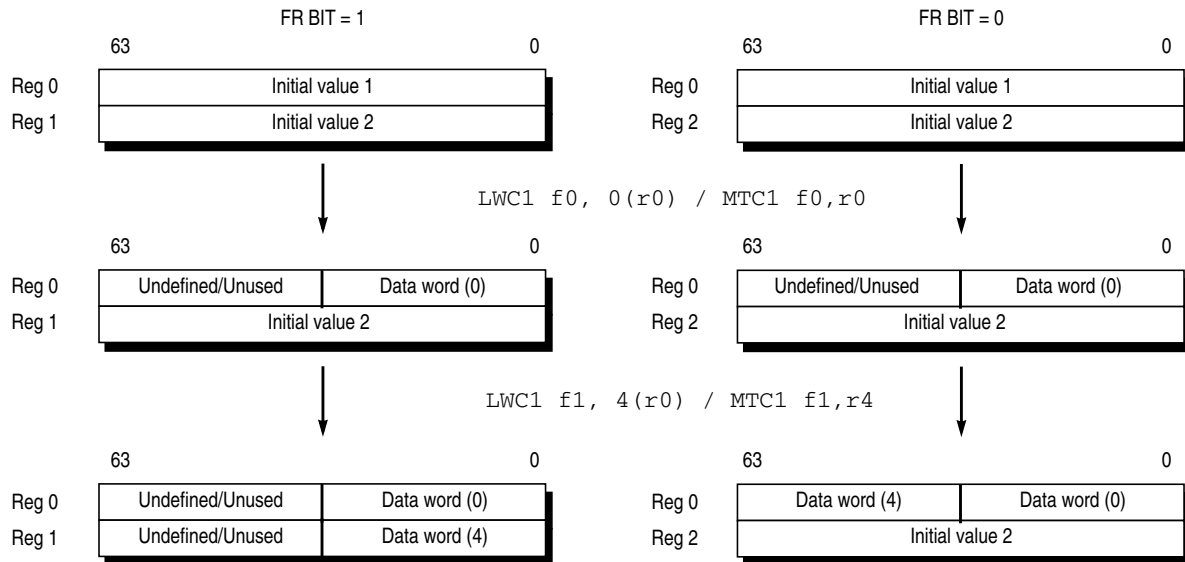 FR BIT = 1 FR BIT = 0
63 0 63 0
Reg 0 Initial value 1 Reg 0 Initial value 1
Reg 1 Initial value 2 Reg 2 Initial value 2
LWC1 f0, 0(r0) / MTC1 f0,r0
63 0 63 0
Reg 0 Undefined/Unused Data word (0) Reg 0 Undefined/Unused Data word (0)
Reg 1 Initial value 2 Reg 2 Initial value 2
LWC1 f1, 4(r0) / MTC1 f1,r4
63 0 63 0
Reg 0 Undefined/Unused Data word (0) Reg 0 Data word (4) Data word (0)
Reg 1 Undefined/Unused Data word (4) Reg 2 Initial value 2